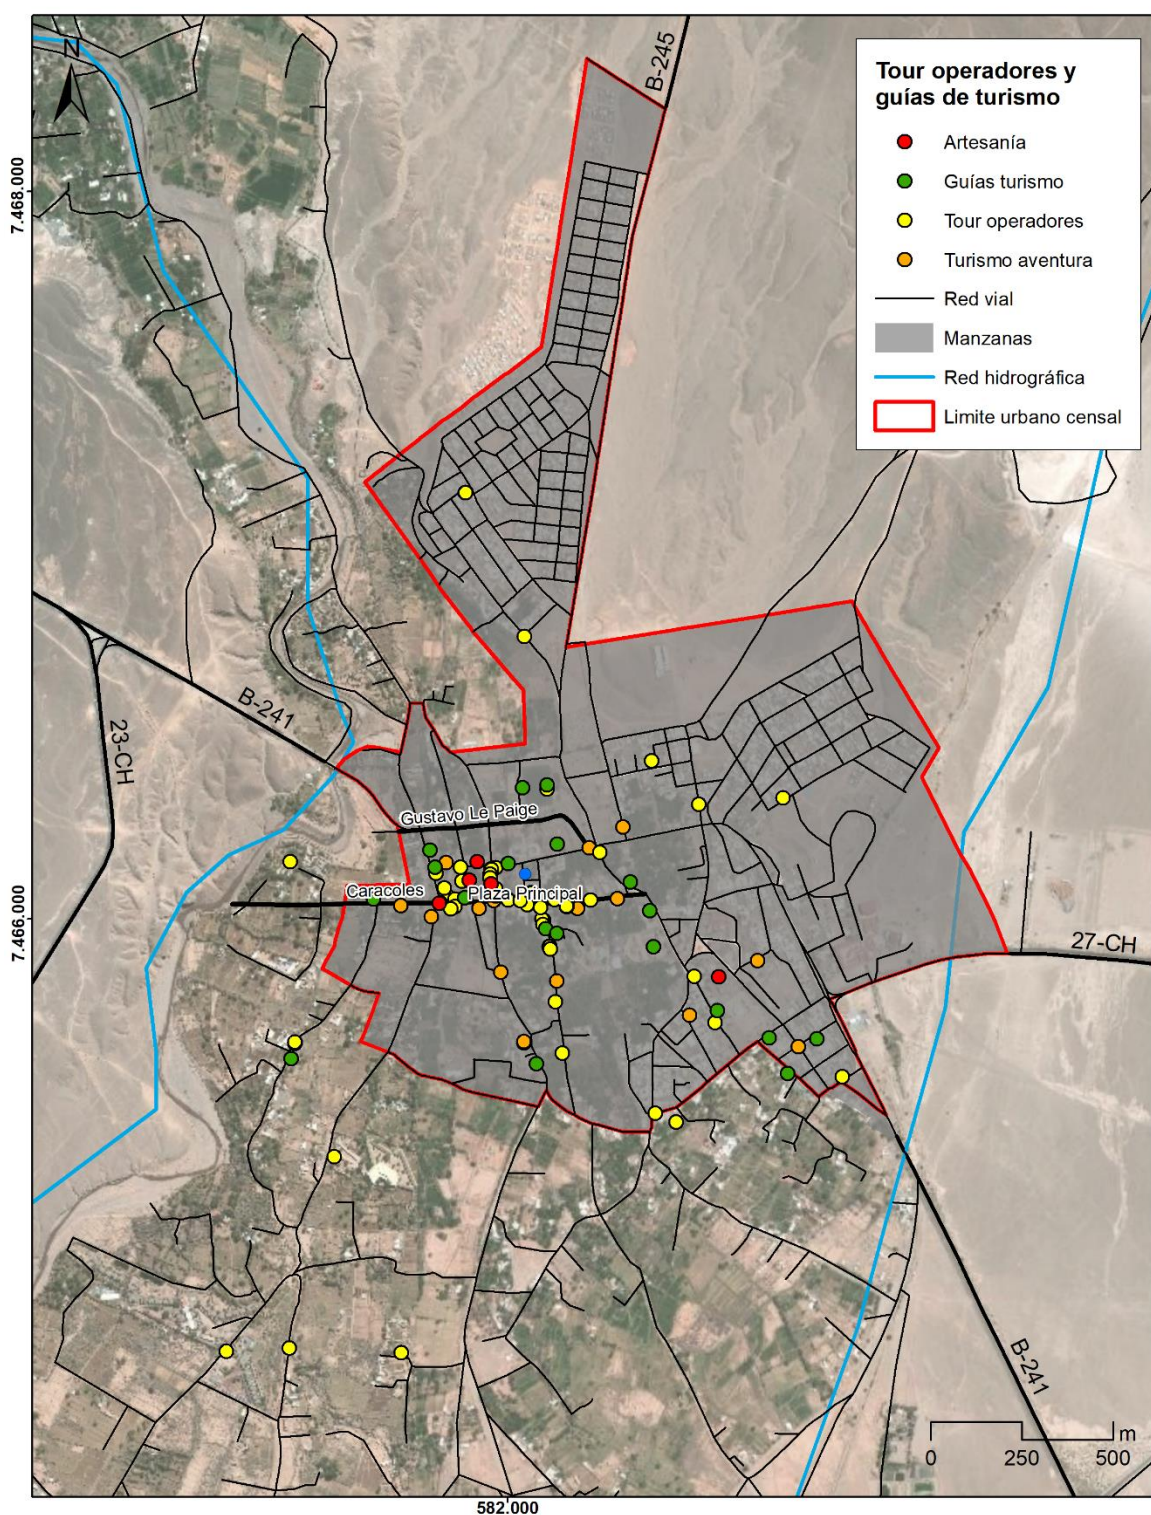 N
B-245
Tour operadores y
guías de turismo
Artesanía
Guías turismo
Tour operadores
Turismo aventura
Red vial
Manzanas
Red hidrográfica
Limite urbano censal
7.468.000
B-241
23-CH
Gustavo Le Paige
Caracoles
Plaza Principal
7.466.000
27-CH
B-241
m
0 250 500
582.000